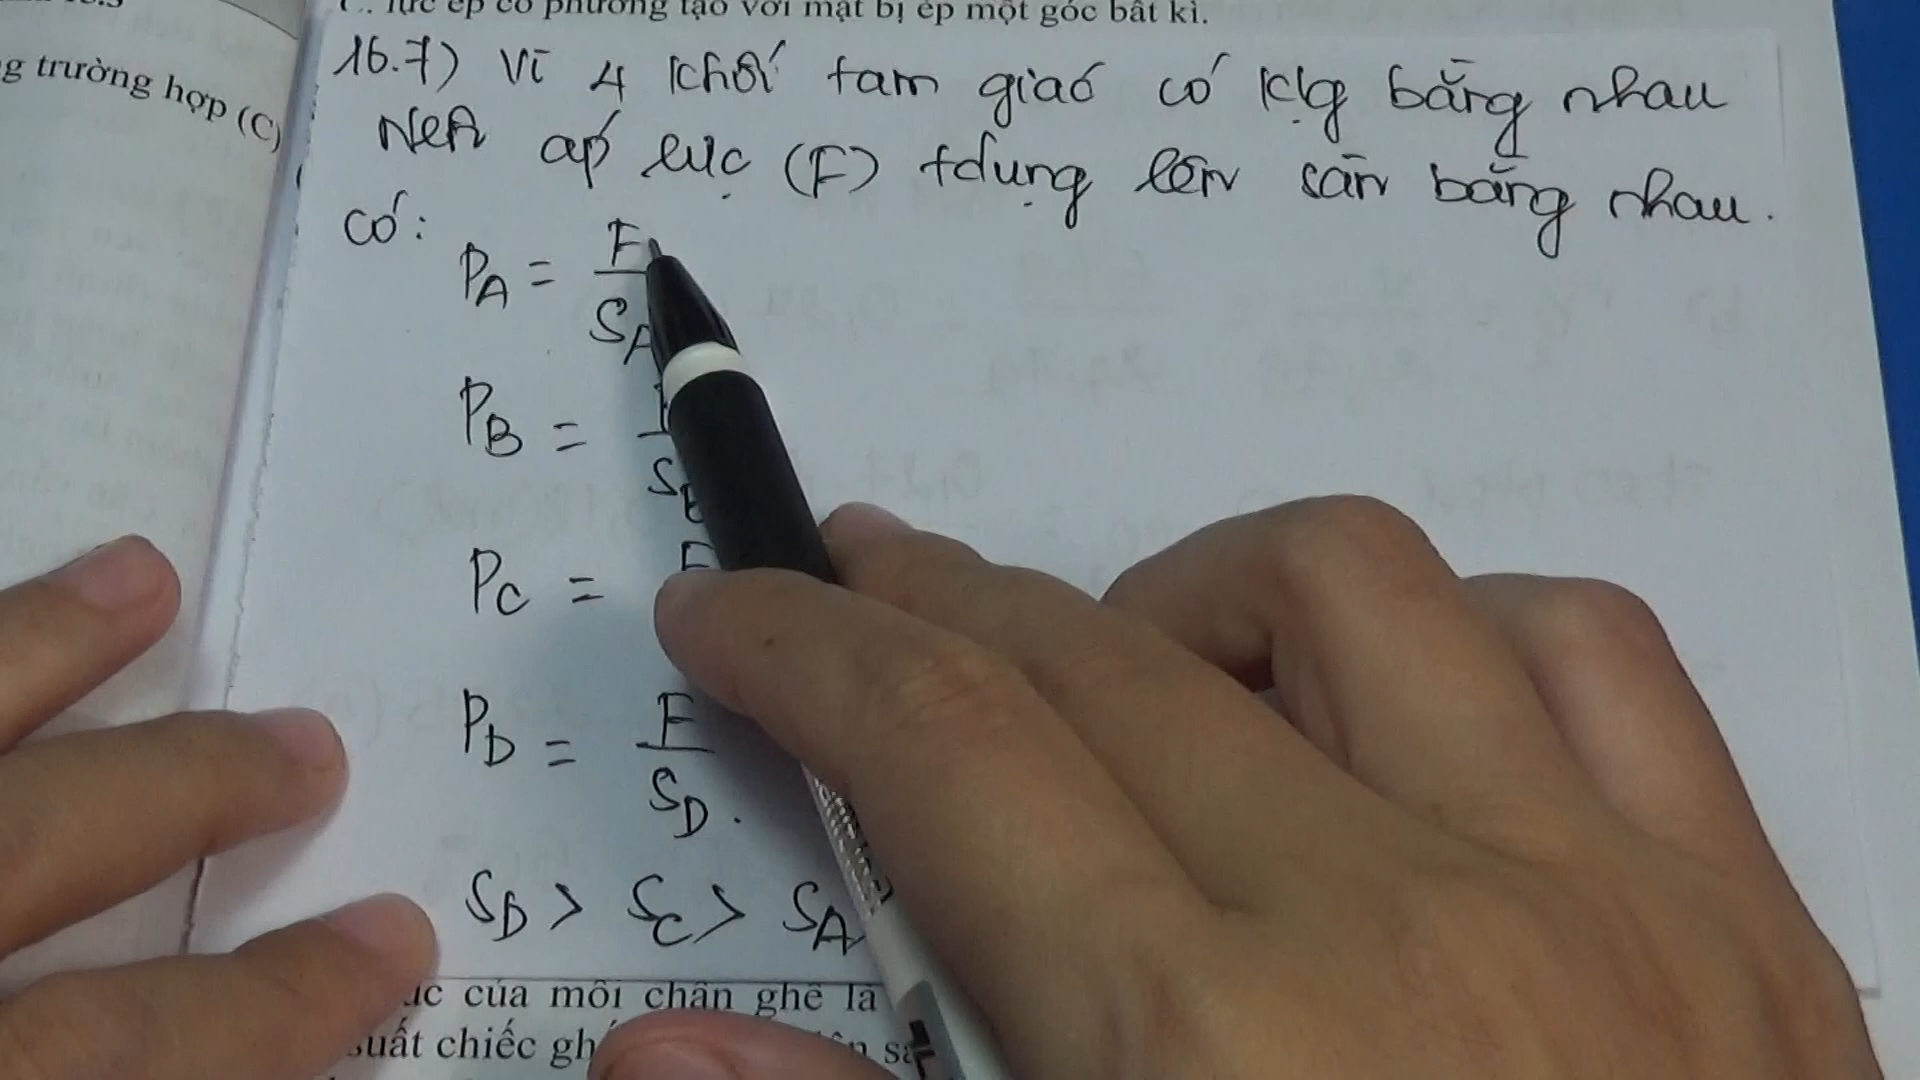 lực ép có phương tạo với mặt bị ép một góc bất kì.
g trường hợp (C)
16.7) Vì 4 khối tam giác có klg bằng nhau
Nên áp lực (F) tdụng lên sàn bằng nhau.
có:
PA = F
SA
PB =
S
PC = F
PD = F
SD.
SD > SC > SA
của mỗi chân ghế là
suất chiếc